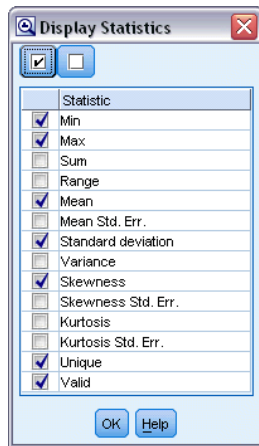 Display Statistics
Statistic
Min
Max
Sum
Range
Mean
Mean Std. Err.
Standard deviation
Variance
Skewness
Skewness Std. Err.
Kurtosis
Kurtosis Std. Err.
Unique
Valid
OK Help